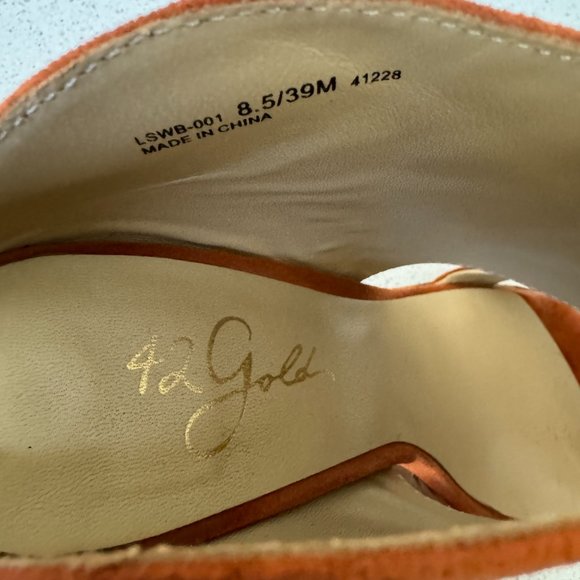 LSWB-001 8.5/39M 41228
MADE IN CHINA
42 Gold